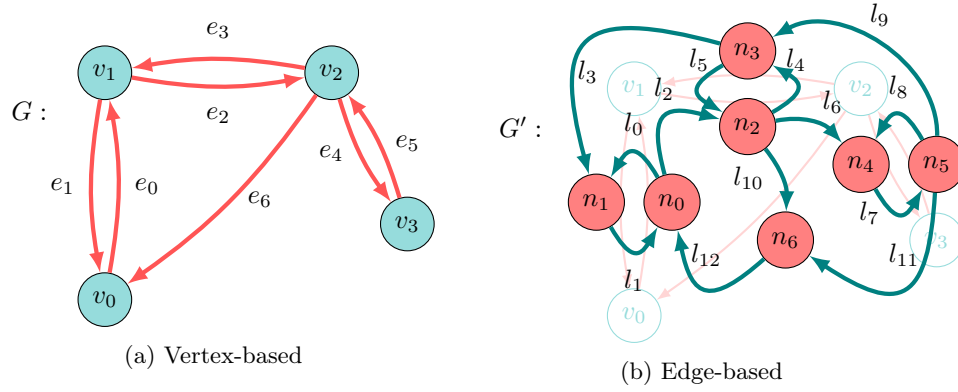 G :
v1
v2
v3
v0
e3
e2
e1
e0
e4
e5
e6
(a) Vertex-based
G′ :
n3
n2
n4
n5
n1
n0
n6
v1
v2
v3
v0
l9
l3
l5
l4
l2
l6
l8
l0
l10
l7
l12
l11
l1
(b) Edge-based